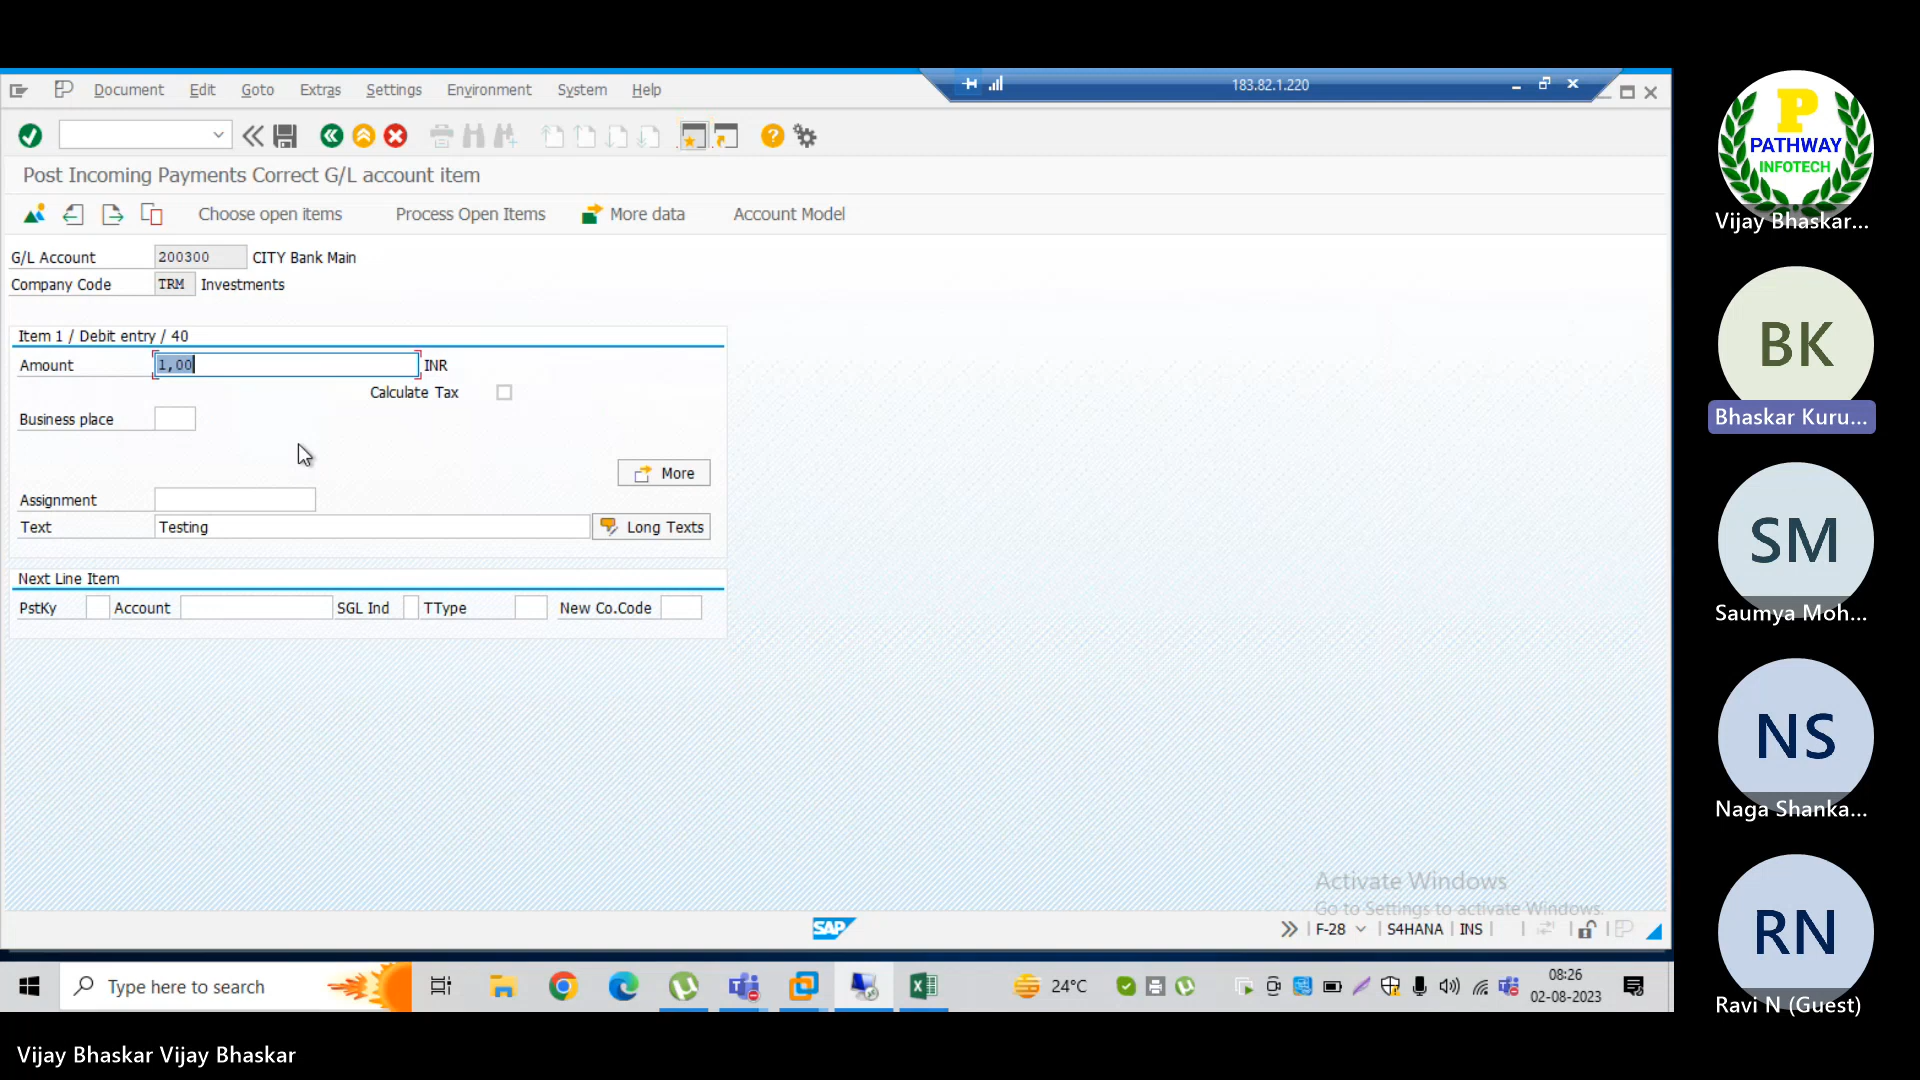 183.82.1.220
Document Edit Goto Extras Settings Environment System Help
Post Incoming Payments Correct G/L account item
Choose open items Process Open Items More data Account Model
G/L Account 200300 CITY Bank Main
Company Code TRM Investments
Item 1 / Debit entry / 40
Amount 1,00 INR
Calculate Tax
Business place
More
Assignment
Text Testing Long Texts
Next Line Item
PstKy Account SGL Ind TType New Co.Code
Activate Windows
Go to Settings to activate Windows.
SAP F-28 S4HANA INS
Type here to search 24°C 08:26
02-08-2023
Vijay Bhaskar Vijay Bhaskar
P
PATHWAY
INFOTECH
Vijay Bhaskar...
BK
Bhaskar Kuru...
SM
Saumya Moh...
NS
Naga Shanka...
RN
Ravi N (Guest)